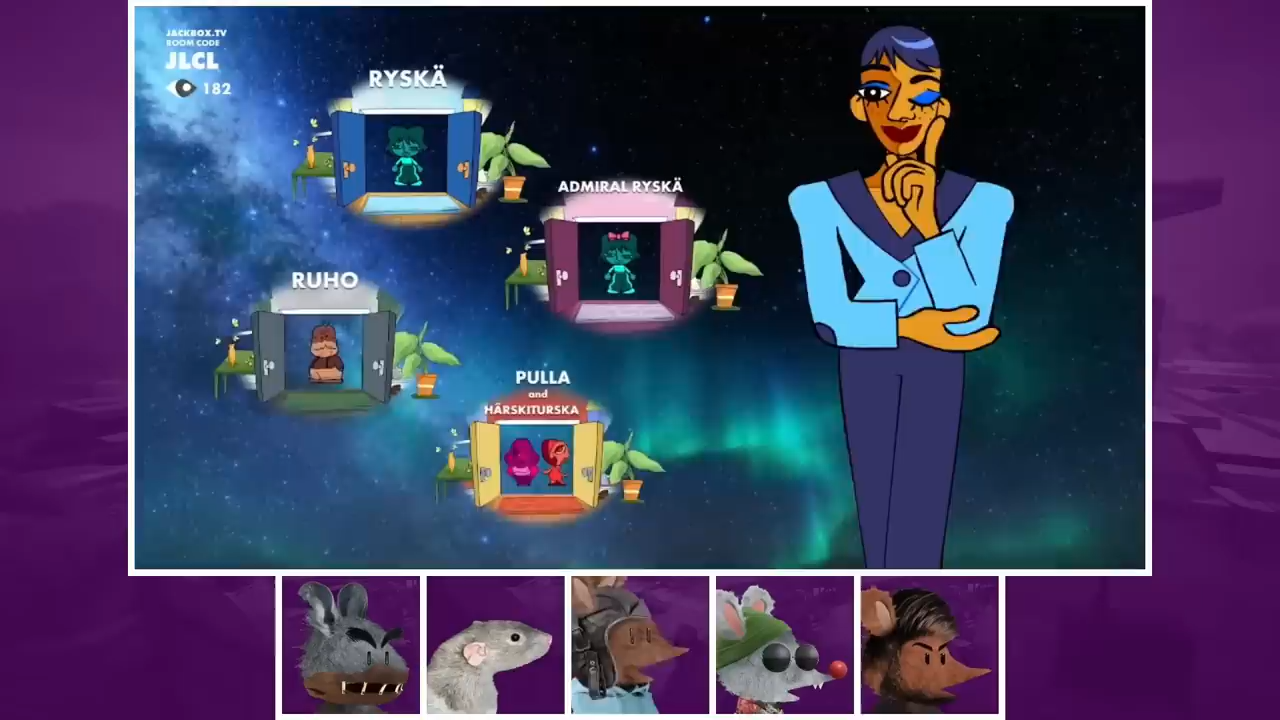 JACKBOX.TV
ROOM CODE
JLCL
182
RYSKÄ
ADMIRAL RYSKÄ
RUHO
PULLA
and
HÄRSKITURSKA